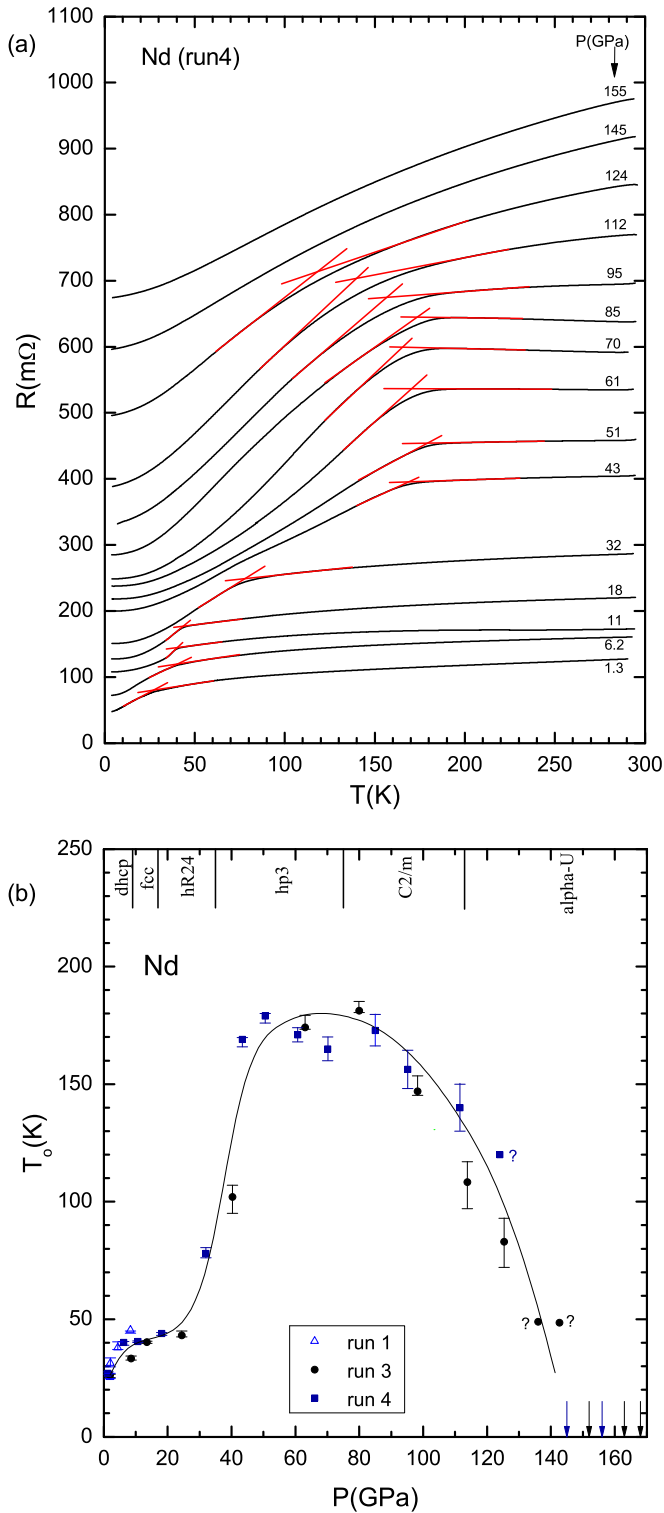 (a)
Nd (run4)
P(GPa)
155
145
124
112
95
85
70
61
51
43
32
18
11
6.2
1.3
1100
1000
900
800
700
600
500
400
300
200
100
0
R(mΩ)
0 50 100 150 200 250 300
T(K)
(b)
dhcp fcc hR24 hp3 C2/m alpha-U
Nd
250
200
150
100
50
0
To(K)
?
? ?
run 1
run 3
run 4
0 20 40 60 80 100 120 140 160
P(GPa)